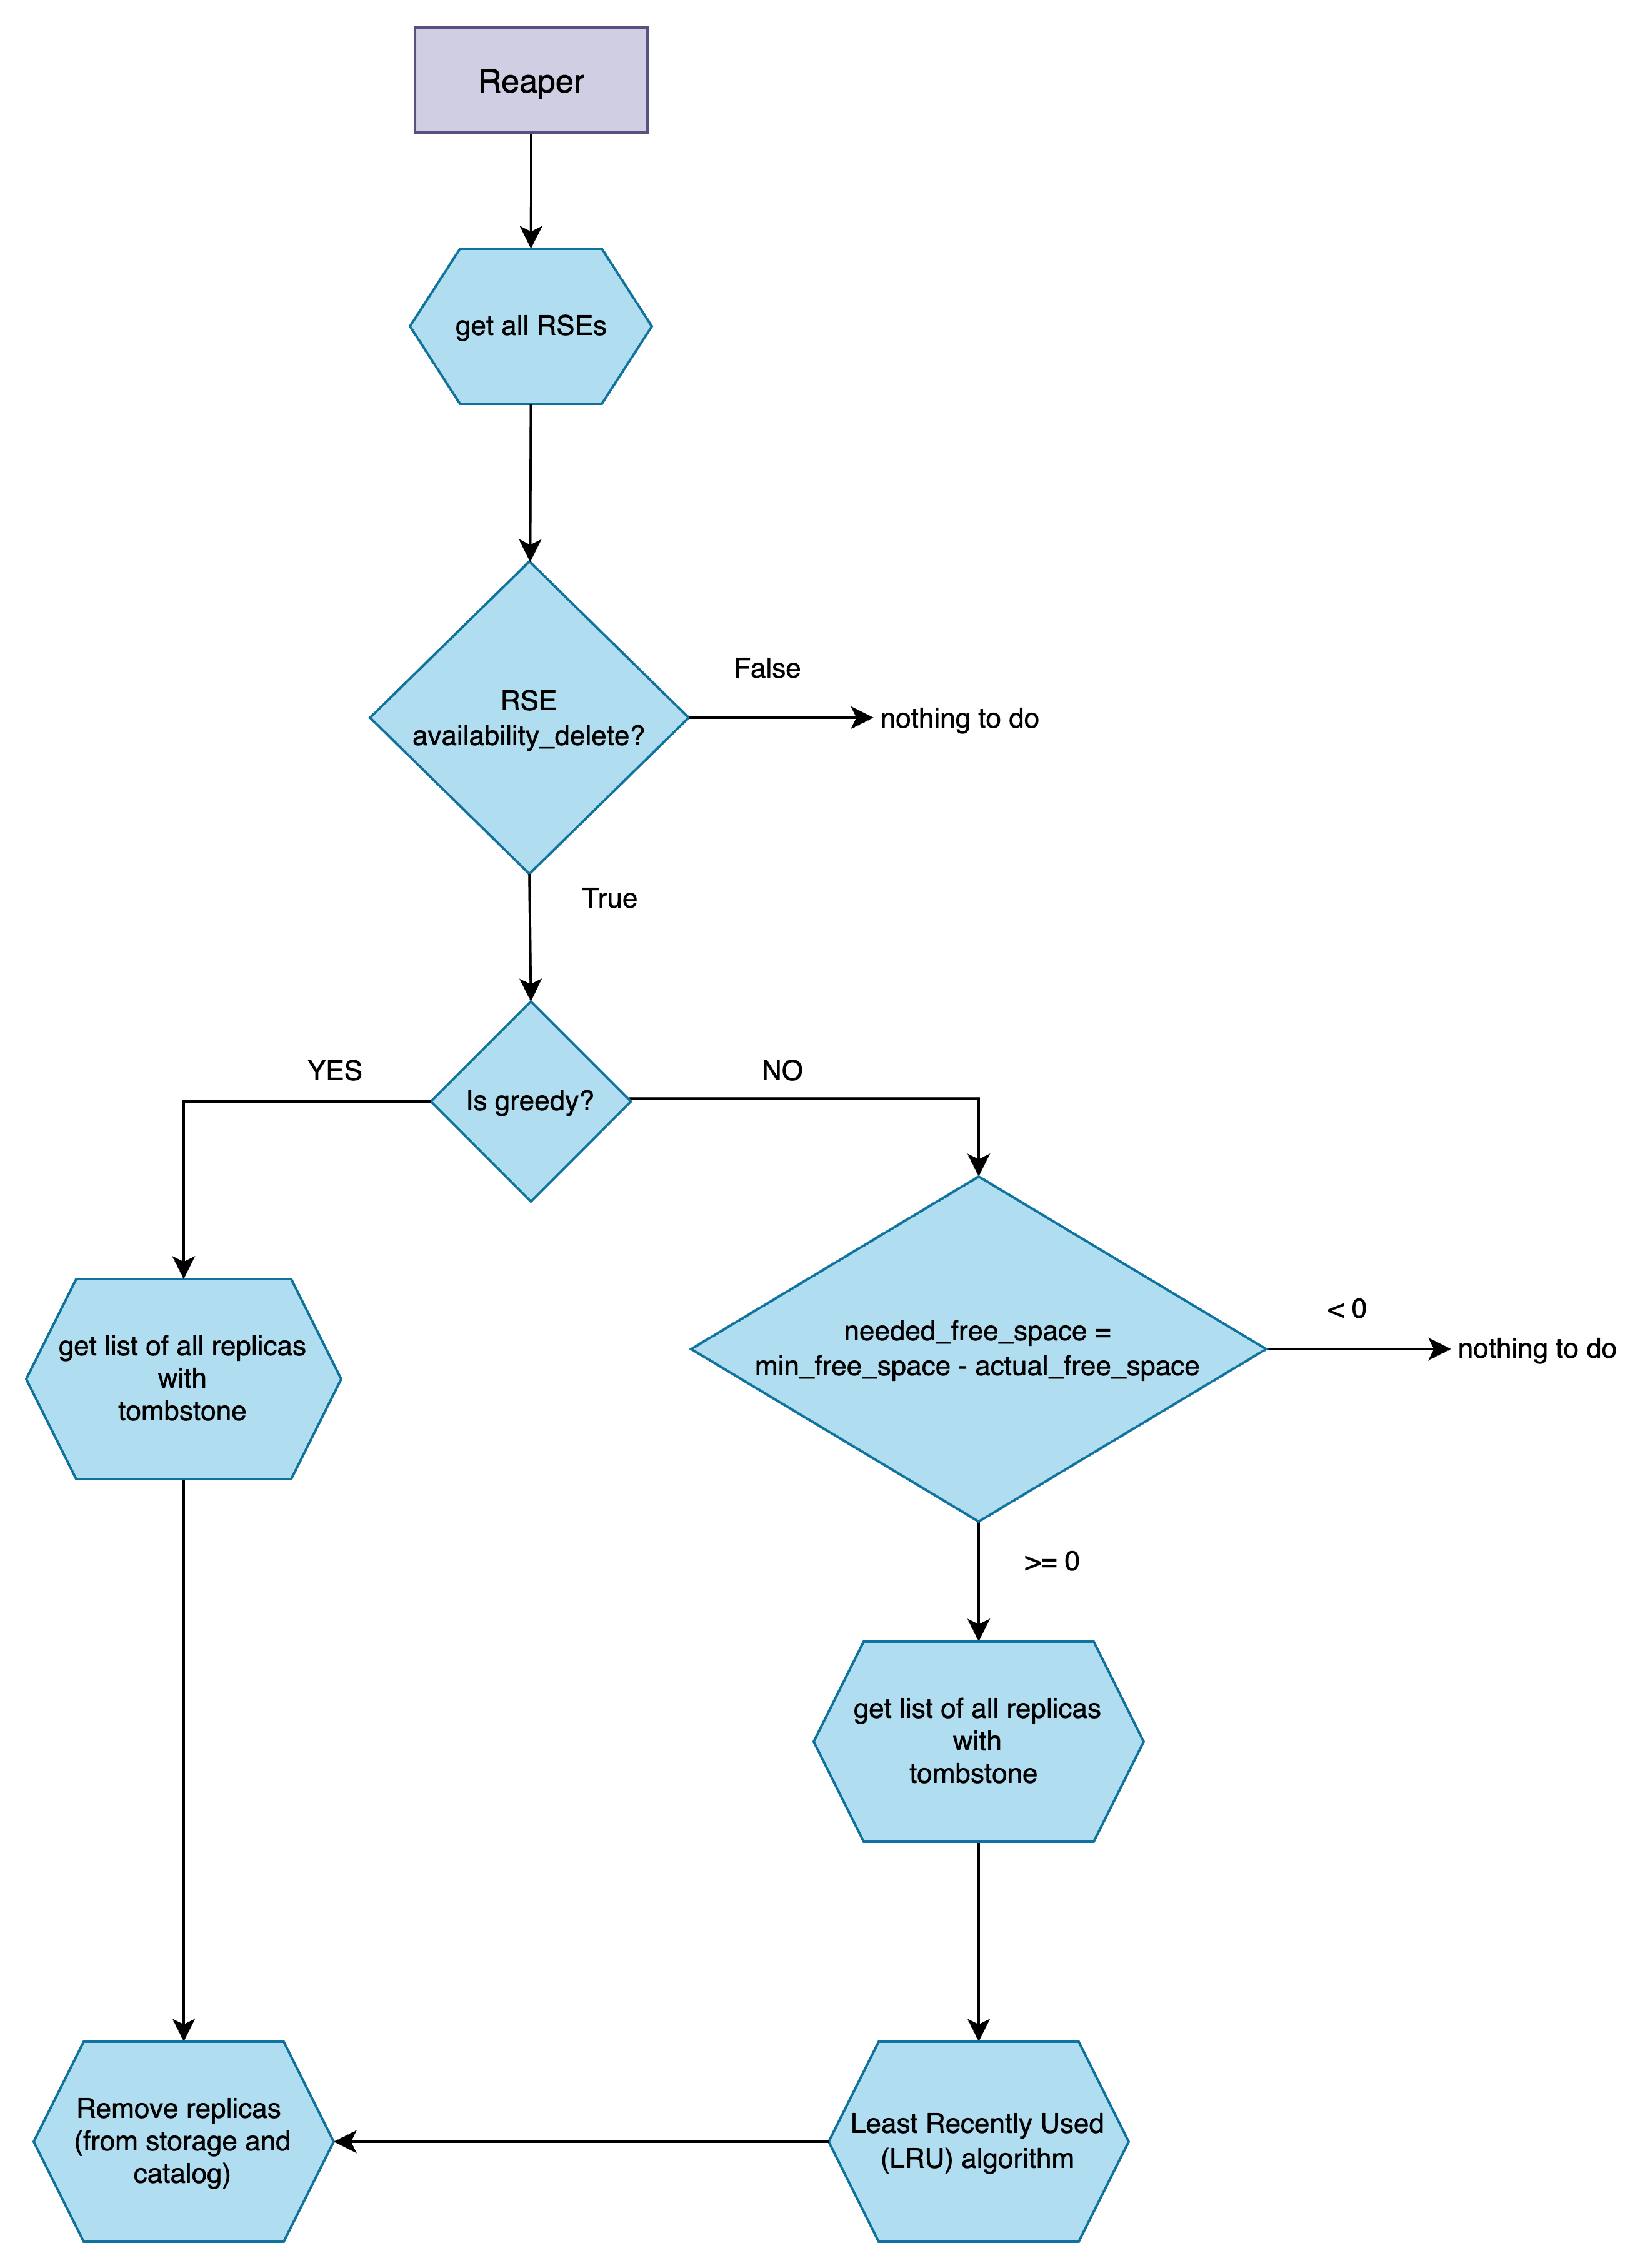 Reaper
get all RSEs
RSE
availability_delete?
False
nothing to do
True
Is greedy?
YES
NO
get list of all replicas
with
tombstone
needed_free_space =
min_free_space - actual_free_space
< 0
nothing to do
>= 0
get list of all replicas
with
tombstone
Least Recently Used
(LRU) algorithm
Remove replicas
(from storage and
catalog)